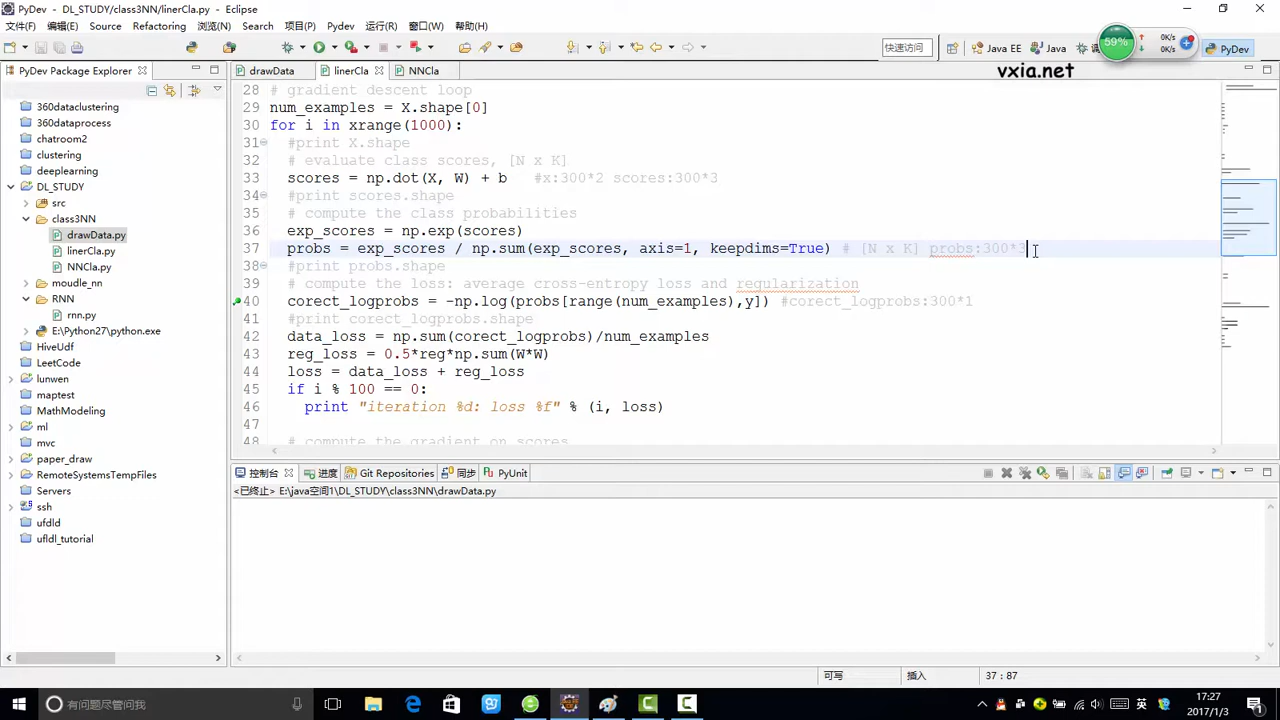 PyDev - DL_STUDY/class3NN/linerCla.py - Eclipse
文件(F) 编辑(E) Source Refactoring 浏览(N) Search 项目(P) Pydev 运行(R) 窗口(W) 帮助(H)
快速访问 Java EE Java PyDev
59% 0K/s 0K/s
vxia.net
PyDev Package Explorer
360dataclustering
360dataprocess
chatroom2
clustering
deeplearning
DL_STUDY
src
class3NN
drawData.py
linerCla.py
NNCla.py
moudle_nn
RNN
rnn.py
E:\Python27\python.exe
HiveUdf
LeetCode
lunwen
maptest
MathModeling
ml
mvc
paper_draw
RemoteSystemsTempFiles
Servers
ssh
ufdld
ufldl_tutorial
drawData linerCla NNCla
28 # gradient descent loop
29 num_examples = X.shape[0]
30 for i in xrange(1000):
31 #print X.shape
32 # evaluate class scores, [N x K]
33 scores = np.dot(X, W) + b #x:300*2 scores:300*3
34 #print scores.shape
35 # compute the class probabilities
36 exp_scores = np.exp(scores)
37 probs = exp_scores / np.sum(exp_scores, axis=1, keepdims=True) # [N x K] probs:300*3
38 #print probs.shape
39 # compute the loss: average cross-entropy loss and regularization
40 corect_logprobs = -np.log(probs[range(num_examples),y]) #corect_logprobs:300*1
41 #print corect_logprobs.shape
42 data_loss = np.sum(corect_logprobs)/num_examples
43 reg_loss = 0.5*reg*np.sum(W*W)
44 loss = data_loss + reg_loss
45 if i % 100 == 0:
46 print "iteration %d: loss %f" % (i, loss)
47
48 # compute the gradient on scores
控制台 进度 Git Repositories 同步 PyUnit
<已终止> E:\java空间1\DL_STUDY\class3NN\drawData.py
可写 插入 37 : 87
有问题尽管问我
英
17:27
2017/1/3